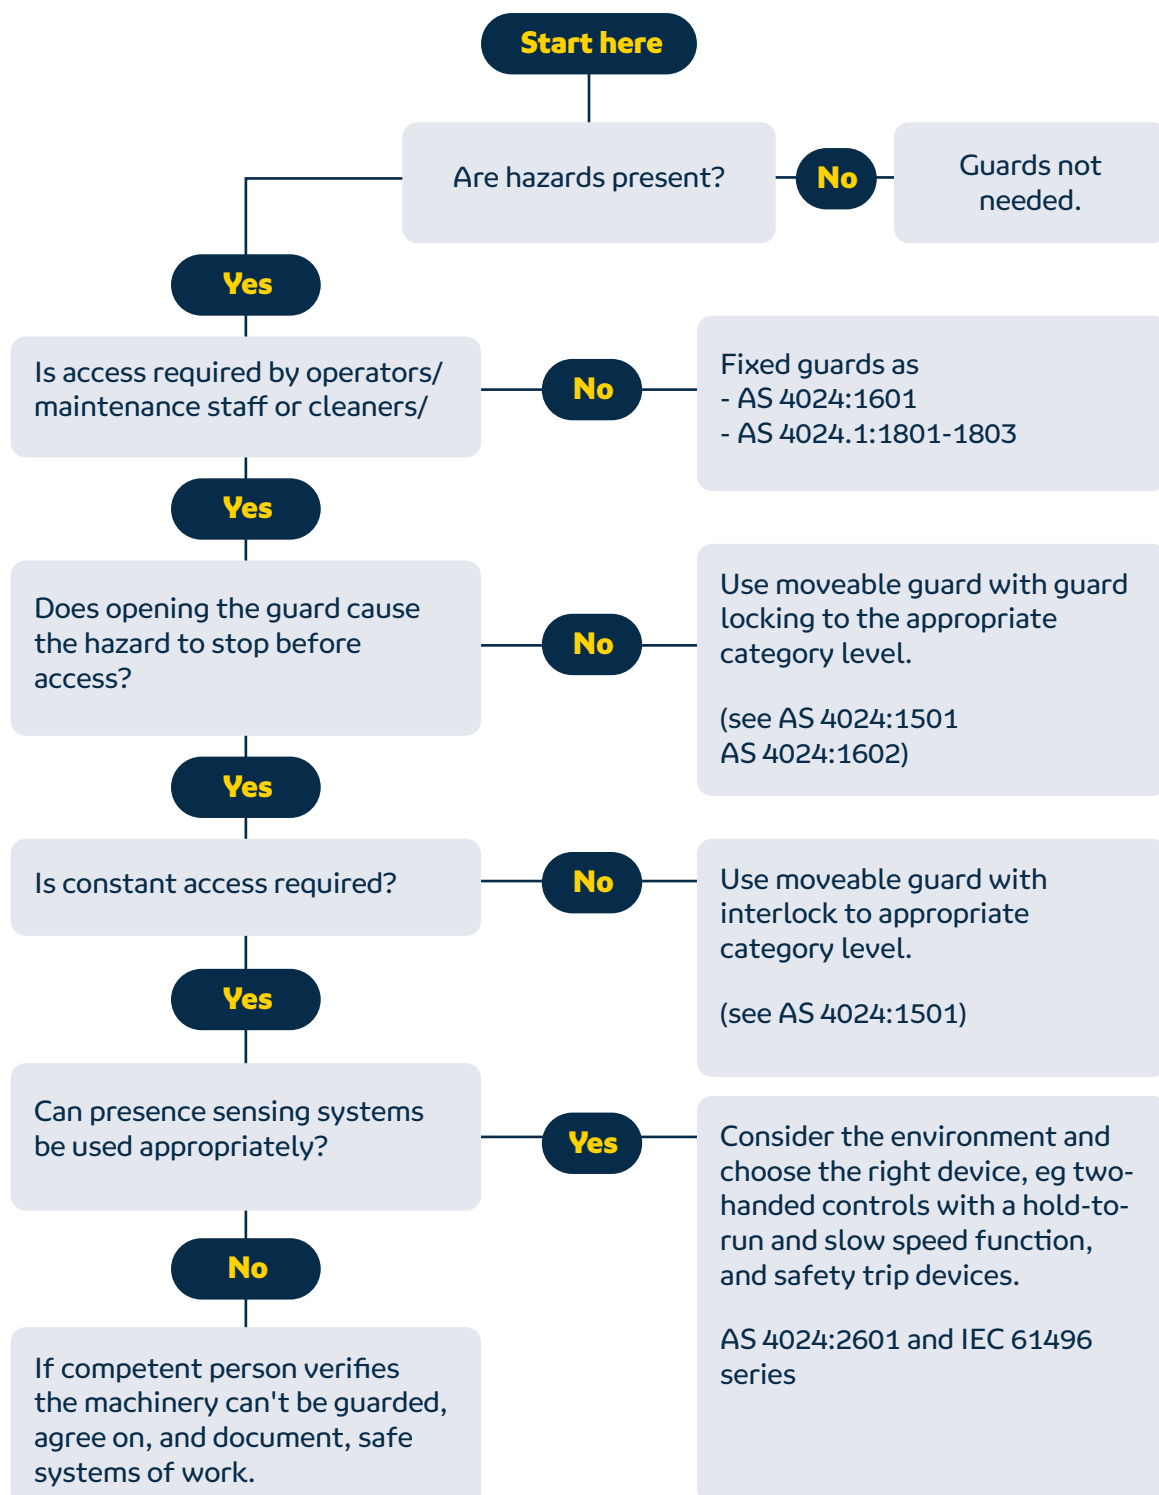 Start here
Are hazards present?
No
Guards not
needed.
Yes
Is access required by operators/
maintenance staff or cleaners/
No
Fixed guards as
- AS 4024:1601
- AS 4024.1:1801-1803
Yes
Does opening the guard cause
the hazard to stop before
access?
No
Use moveable guard with guard
locking to the appropriate
category level.
(see AS 4024:1501
AS 4024:1602)
Yes
Is constant access required?
No
Use moveable guard with
interlock to appropriate
category level.
(see AS 4024:1501)
Yes
Can presence sensing systems
be used appropriately?
Yes
Consider the environment and
choose the right device, eg two-
handed controls with a hold-to-
run and slow speed function,
and safety trip devices.
AS 4024:2601 and IEC 61496
series
No
If competent person verifies
the machinery can't be guarded,
agree on, and document, safe
systems of work.